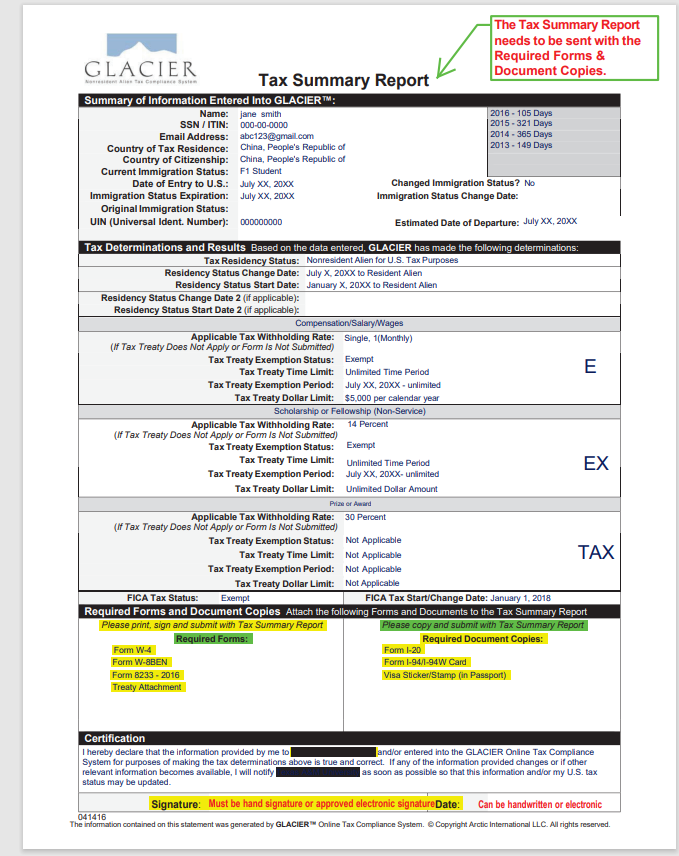 The Tax Summary Report
needs to be sent with the
Required Forms &
Document Copies.
GLACIER
Nonresident Alien Tax Compliance System
Tax Summary Report
Summary of Information Entered Into GLACIER™:
Name: jane smith
SSN / ITIN: 000-00-0000
Email Address: abc123@gmail.com
Country of Tax Residence: China, People's Republic of
Country of Citizenship: China, People's Republic of
Current Immigration Status: F1 Student
2016 - 105 Days
2015 - 321 Days
2014 - 365 Days
2013 - 149 Days
Date of Entry to U.S.: July XX, 20XX Changed Immigration Status? No
Immigration Status Expiration: July XX, 20XX Immigration Status Change Date:
Original Immigration Status:
UIN (Universal Ident. Number): 000000000 Estimated Date of Departure: July XX, 20XX
Tax Determinations and Results Based on the data entered, GLACIER has made the following determinations:
Tax Residency Status: Nonresident Alien for U.S. Tax Purposes
Residency Status Change Date: July X, 20XX to Resident Alien
Residency Status Start Date: January X, 20XX to Resident Alien
Residency Status Change Date 2 (if applicable):
Residency Status Start Date 2 (if applicable):
Compensation/Salary/Wages
Applicable Tax Withholding Rate: Single, 1(Monthly)
(If Tax Treaty Does Not Apply or Form Is Not Submitted)
Tax Treaty Exemption Status: Exempt
Tax Treaty Time Limit: Unlimited Time Period
Tax Treaty Exemption Period: July XX, 20XX - unlimited
Tax Treaty Dollar Limit: $5,000 per calendar year
E
Scholarship or Fellowship (Non-Service)
Applicable Tax Withholding Rate: 14 Percent
(If Tax Treaty Does Not Apply or Form Is Not Submitted)
Tax Treaty Exemption Status: Exempt
Tax Treaty Time Limit: Unlimited Time Period
Tax Treaty Exemption Period: July XX, 20XX- unlimited
Tax Treaty Dollar Limit: Unlimited Dollar Amount
EX
Prize or Award
Applicable Tax Withholding Rate: 30 Percent
(If Tax Treaty Does Not Apply or Form Is Not Submitted)
Tax Treaty Exemption Status: Not Applicable
Tax Treaty Time Limit: Not Applicable
Tax Treaty Exemption Period: Not Applicable
Tax Treaty Dollar Limit: Not Applicable
TAX
FICA Tax Status: Exempt FICA Tax Start/Change Date: January 1, 2018
Required Forms and Document Copies Attach the following Forms and Documents to the Tax Summary Report
Please print, sign and submit with Tax Summary Report
Required Forms:
Form W-4
Form W-8BEN
Form 8233 - 2016
Treaty Attachment
Please copy and submit with Tax Summary Report
Required Document Copies:
Form I-20
Form I-94/I-94W Card
Visa Sticker/Stamp (in Passport)
Certification
I hereby declare that the information provided by me to and/or entered into the GLACIER Online Tax Compliance
System for purposes of making the tax determinations above is true and correct. If any of the information provided changes or if other
relevant information becomes available, I will notify as soon as possible so that this information and/or my U.S. tax
status may be updated.
Signature: Must be hand signature or approved electronic signature Date: Can be handwritten or electronic
041416
The information contained on this statement was generated by GLACIER™ Online Tax Compliance System. © Copyright Arctic International LLC. All rights reserved.